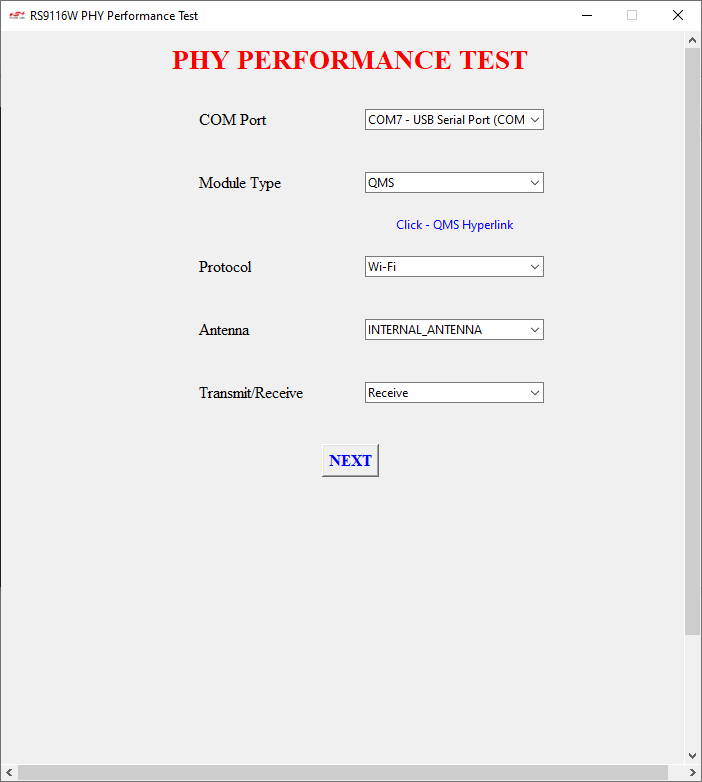 RS9116W PHY Performance Test
PHY PERFORMANCE TEST
COM Port
COM7 - USB Serial Port (COM
Module Type
QMS
Click - QMS Hyperlink
Protocol
Wi-Fi
Antenna
INTERNAL_ANTENNA
Transmit/Receive
Receive
NEXT